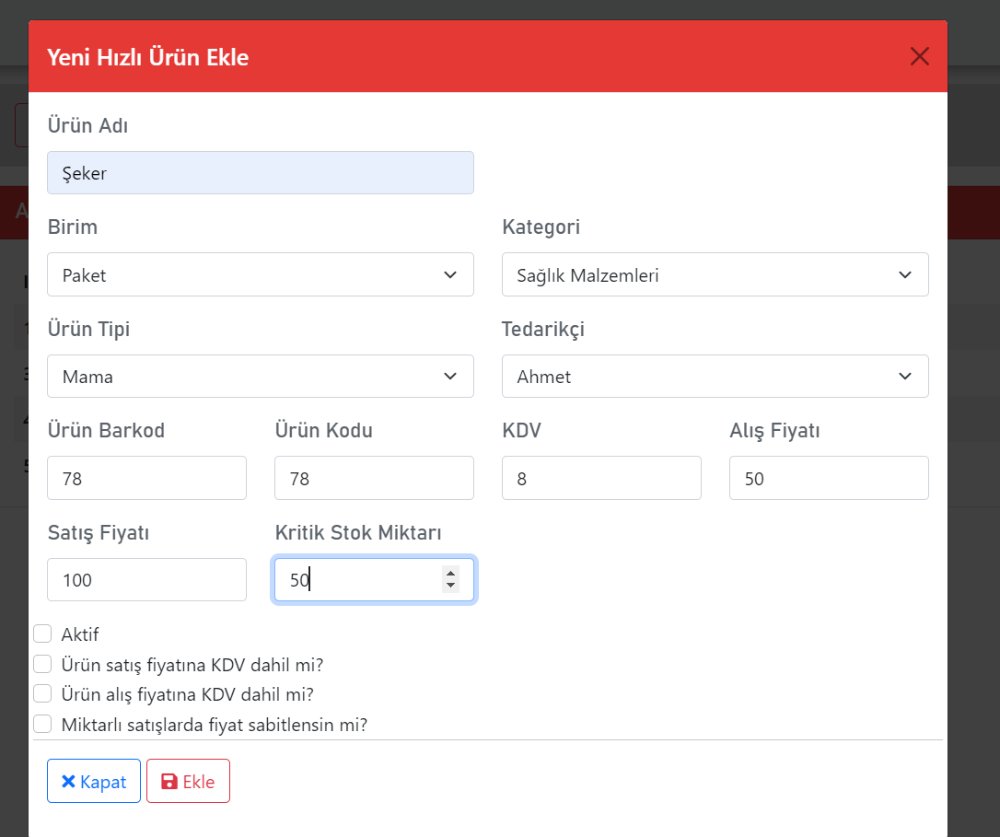 Yeni Hızlı Ürün Ekle
Ürün Adı
Şeker
Birim Kategori
Paket Sağlık Malzemleri
Ürün Tipi Tedarikçi
Mama Ahmet
Ürün Barkod Ürün Kodu KDV Alış Fiyatı
78 78 8 50
Satış Fiyatı Kritik Stok Miktarı
100 50
Aktif
Ürün satış fiyatına KDV dahil mi?
Ürün alış fiyatına KDV dahil mi?
Miktarlı satışlarda fiyat sabitlensin mi?
Kapat Ekle